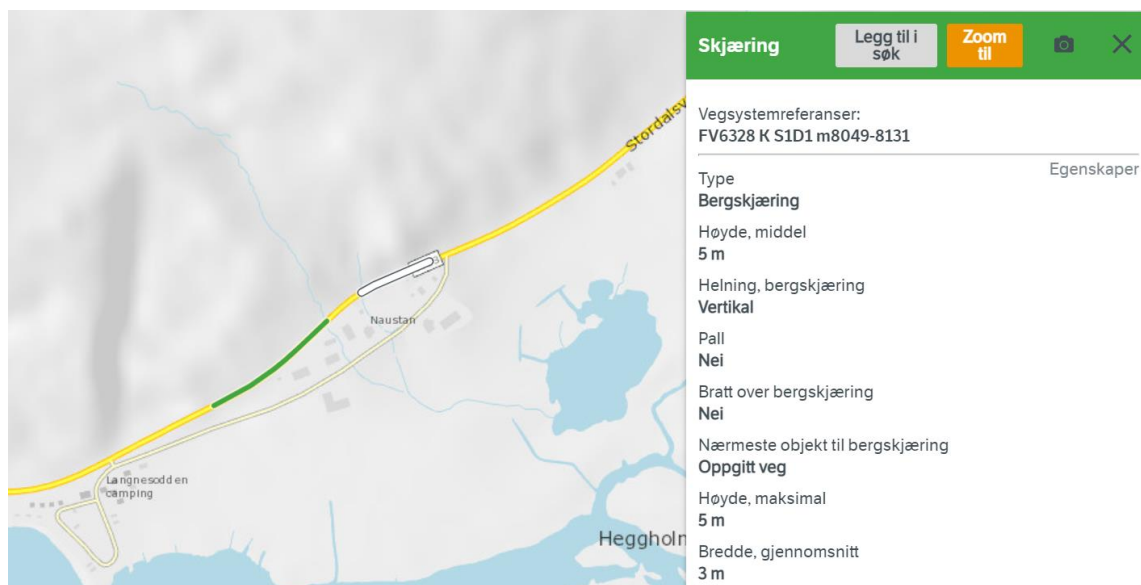 Skjæring
Legg til i
søk
Zoom
til
Vegsystemreferanser:
FV6328 K S1D1 m8049-8131
Egenskaper
Type
Bergskjæring
Høyde, middel
5 m
Helning, bergskjæring
Vertikal
Pall
Nei
Bratt over bergskjæring
Nei
Nærmeste objekt til bergskjæring
Oppgitt veg
Høyde, maksimal
5 m
Bredde, gjennomsnitt
3 m
Stordalsv
Naustan
Langnesodden
camping
Heggholm